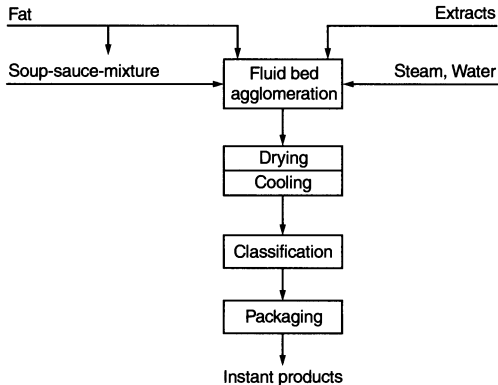 Fat
Extracts
Soup-sauce-mixture
Fluid bed
agglomeration
Steam, Water
Drying
Cooling
Classification
Packaging
Instant products